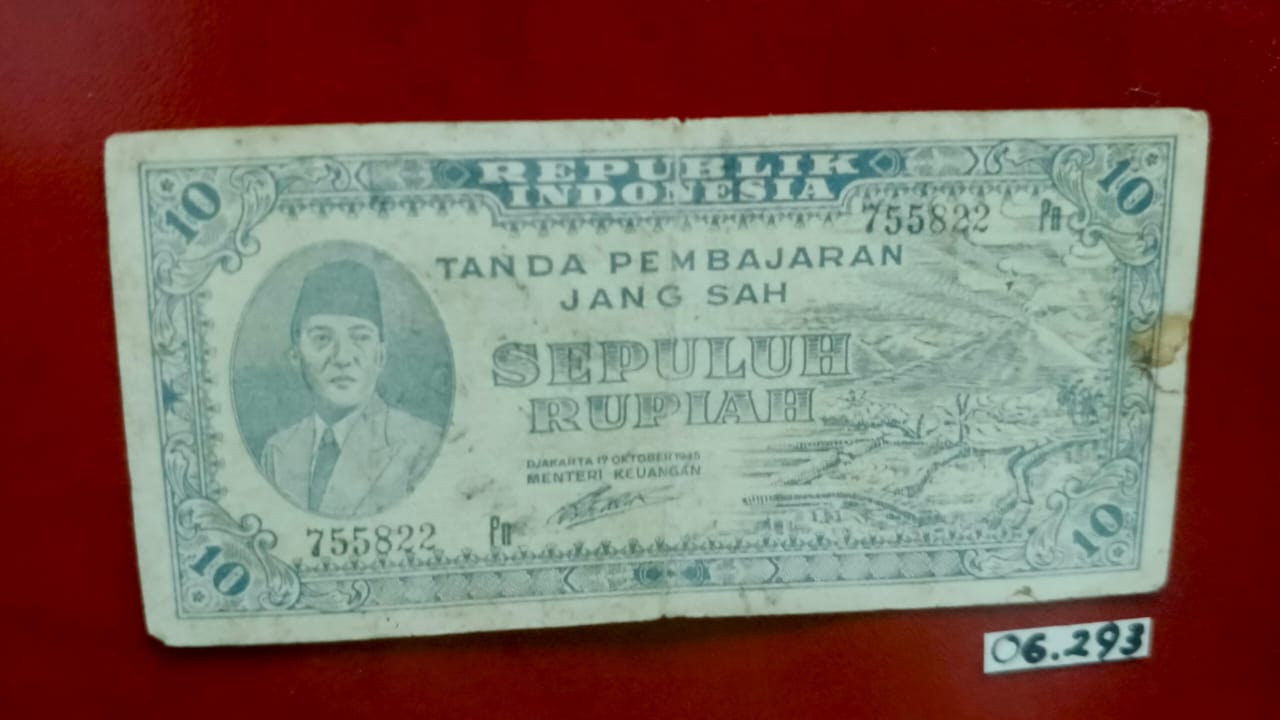 REPUBLIK
INDONESIA
10
10
755822 Pn
TANDA PEMBAJARAN
JANG SAH
SEPULUH
RUPIAH
DJAKARTA 17 OKTOBER 1945
MENTERI KEUANGAN
755822 Pn
10
10
06.293